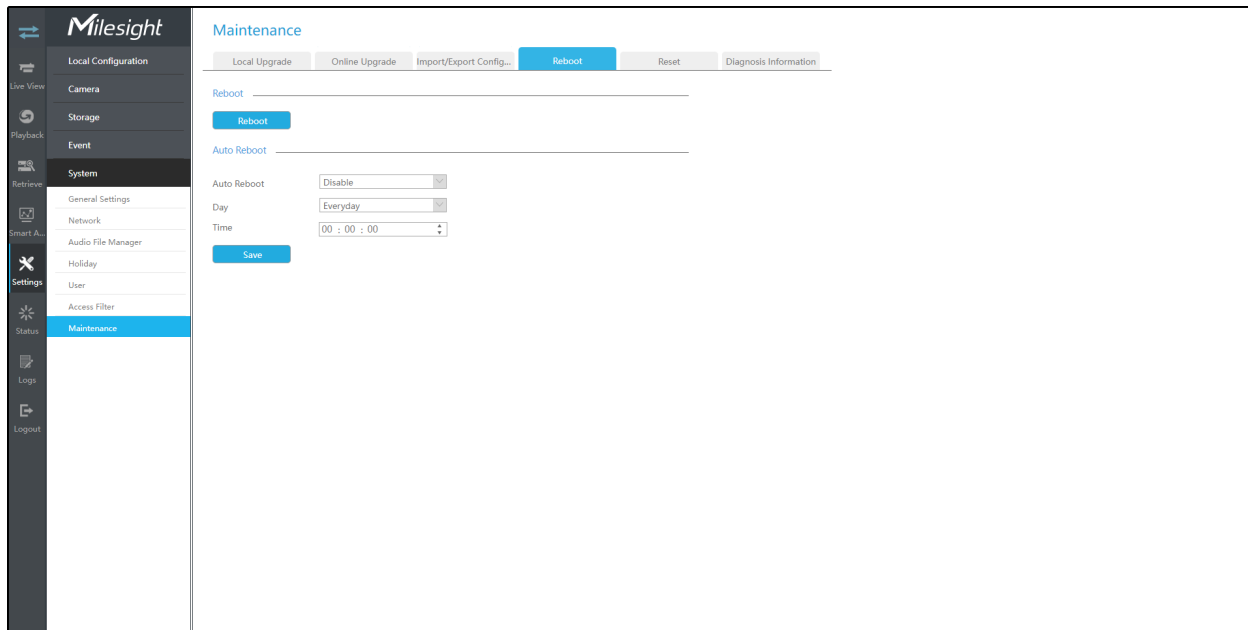 Milesight
Live View
Playback
Retrieve
Smart A...
Settings
Status
Logs
Logout
Local Configuration
Camera
Storage
Event
System
General Settings
Network
Audio File Manager
Holiday
User
Access Filter
Maintenance
Maintenance
Local Upgrade Online Upgrade Import/Export Config... Reboot Reset Diagnosis Information
Reboot
Reboot
Auto Reboot
Auto Reboot Disable
Day Everyday
Time 00 : 00 : 00
Save